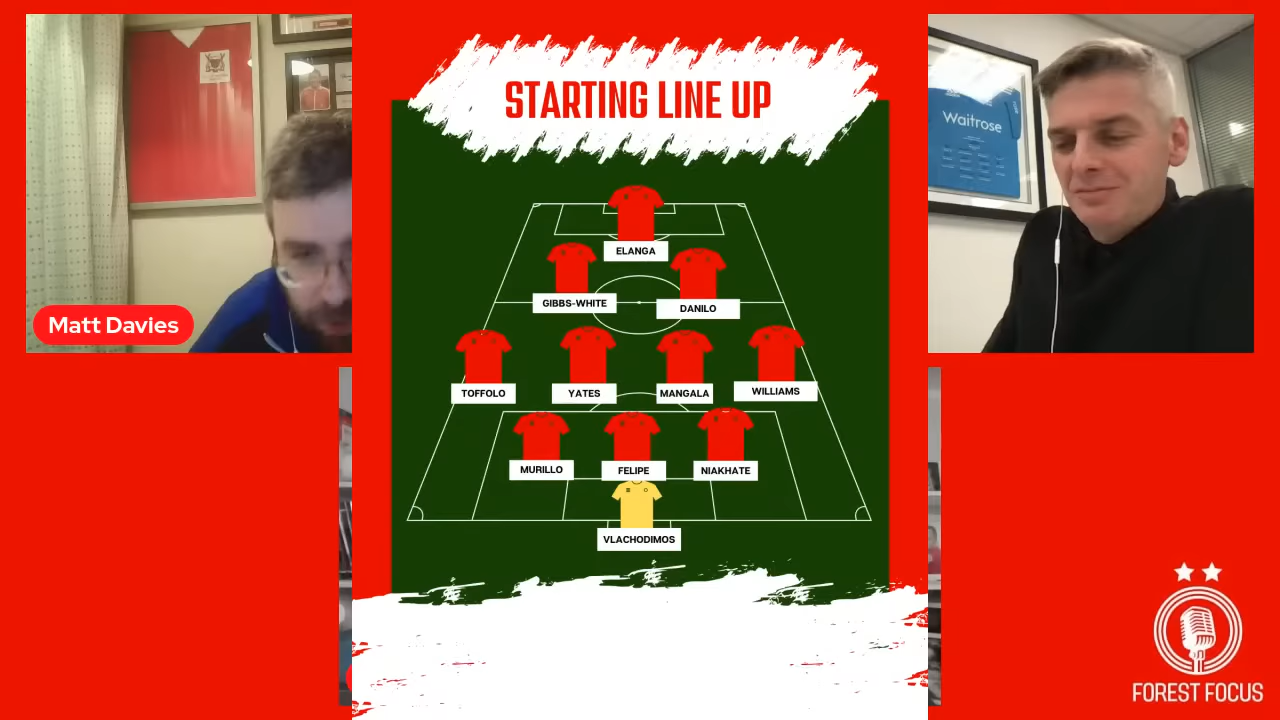 STARTING LINE UP
Waitrose
ELANGA
GIBBS-WHITE
DANILO
Matt Davies
TOFFOLO
YATES
MANGALA
WILLIAMS
MURILLO
FELIPE
NIAKHATE
VLACHODIMOS
FOREST FOCUS